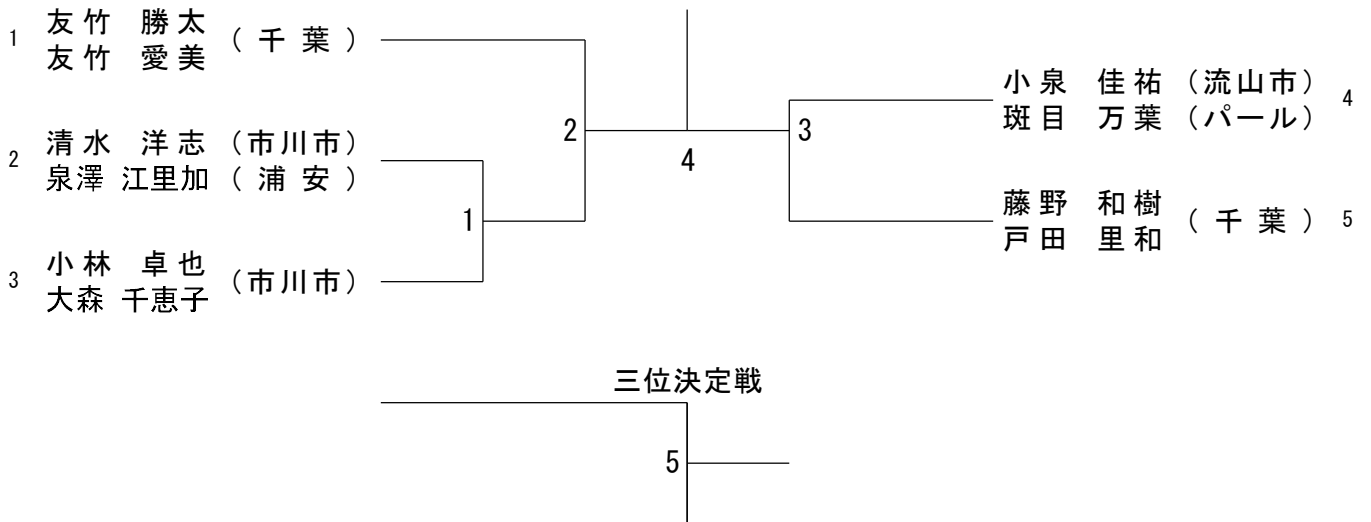 1 友竹 勝太 (千葉)
友竹 愛美
2 清水 洋志 (市川市)
泉澤 江里加 (浦安)
3 小林 卓也 (市川市)
大森 千恵子
1
2
4
3
小泉 佳祐 (流山市) 4
斑目 万葉 (パール)
藤野 和樹 (千葉) 5
戸田 里和
三位決定戦
5